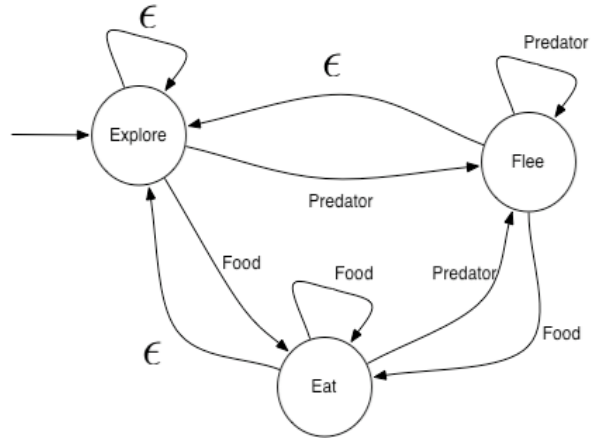 ϵ
Predator
ϵ
Explore
Flee
Predator
Food
Food
Predator
Food
ϵ
Eat